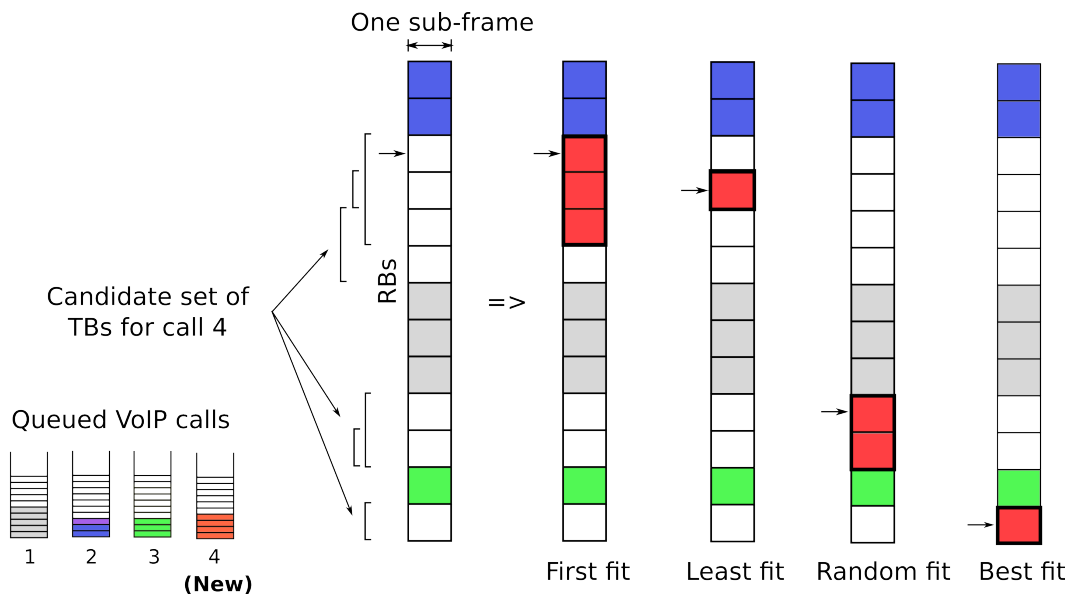 One sub-frame
RBs
=>
Candidate set of
TBs for call 4
Queued VoIP calls
1
2
3
4
(New)
First fit
Least fit
Random fit
Best fit